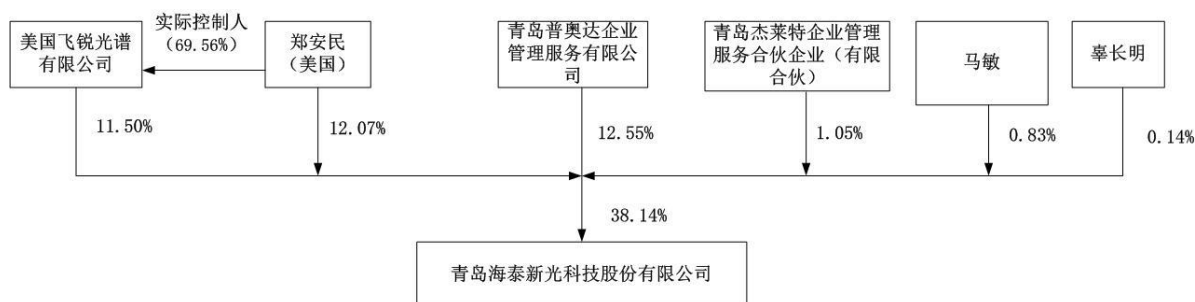 美国飞锐光谱
有限公司
实际控制人
（69.56%）
郑安民
（美国）
青岛普奥达企业
管理服务有限公
司
青岛杰莱特企业管理
服务合伙企业（有限
合伙）
马敏
辜长明
11.50%
12.07%
12.55%
1.05%
0.83%
0.14%
38.14%
青岛海泰新光科技股份有限公司